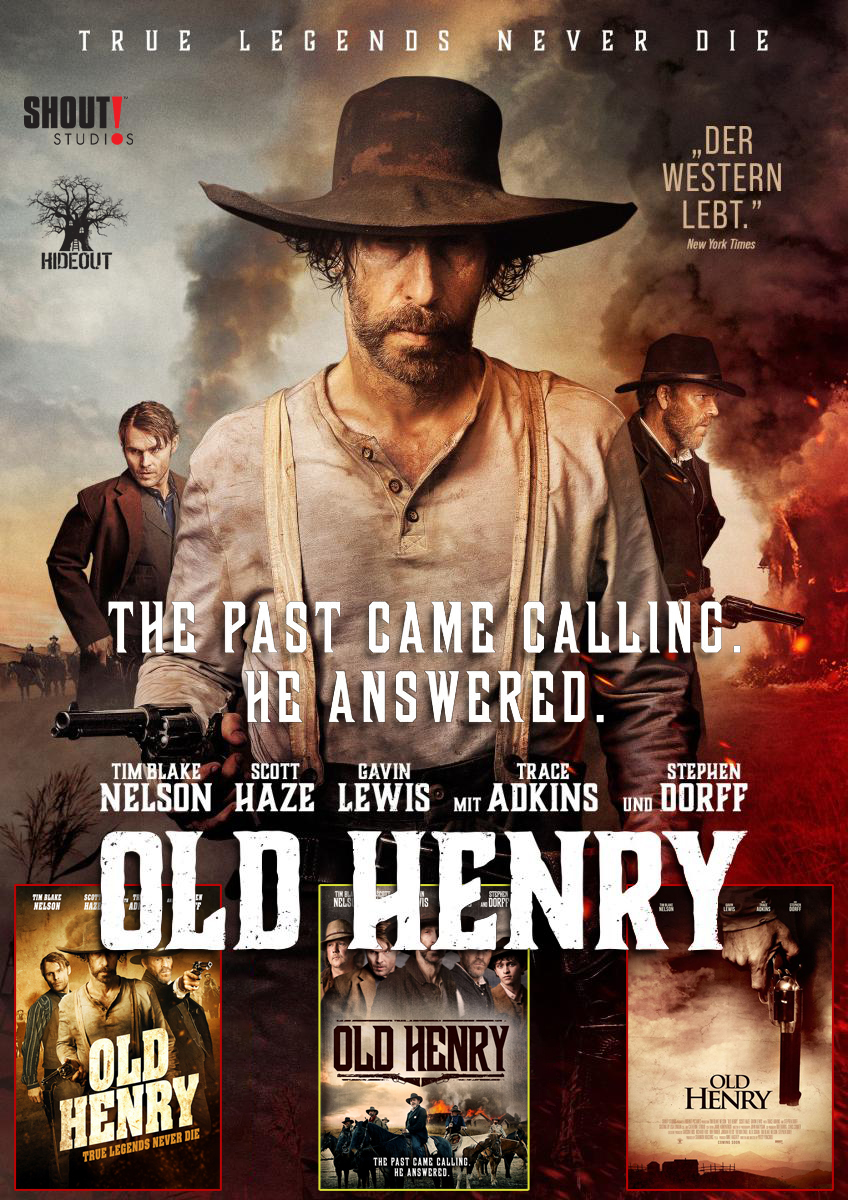 TRUE LEGENDS NEVER DIE
SHOUT!
STUDIOS
HIDEOUT
„DER
WESTERN
LEBT.”
New York Times
THE PAST CAME CALLING.
HE ANSWERED.
TIM BLAKE NELSON
SCOTT HAZE
GAVIN LEWIS
MIT TRACE ADKINS
UND STEPHEN DORFF
OLD HENRY
TIM BLAKE
NELSON
OLD
HENRY
TRUE LEGENDS NEVER DIE
STEPHEN
AND DORFF
OLD HENRY
THE PAST CAME CALLING.
HE ANSWERED.
TIM BLAKE
NELSON
GAVIN
LEWIS
TRACE
ADKINS
STEPHEN
DORFF
OLD
HENRY
COMING SOON